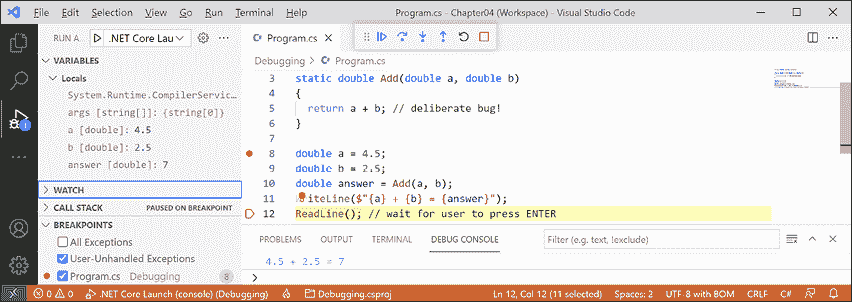 File Edit Selection View Go Run Terminal Help Program.cs - Chapter04 (Workspace) - Visual Studio Code
RUN A... .NET Core Lau
VARIABLES
Locals
System.Runtime.CompilerServic...
args [string[]]: {string[0]}
a [double]: 4.5
b [double]: 2.5
answer [double]: 7
WATCH
CALL STACK PAUSED ON BREAKPOINT
BREAKPOINTS
All Exceptions
User-Unhandled Exceptions
Program.cs Debugging 8
1
Program.cs
Debugging > Program.cs
3 static double Add(double a, double b)
4 {
5 return a + b; // deliberate bug!
6 }
7
8 double a = 4.5;
9 double b = 2.5;
10 double answer = Add(a, b);
11 iteLine($"{a} + {b} = {answer}");
12 ReadLine(); // wait for user to press ENTER
PROBLEMS OUTPUT TERMINAL DEBUG CONSOLE Filter (e.g. text, !exclude)
4.5 + 2.5 = 7
>
0 0 .NET Core Launch (console) (Debugging) Debugging.csproj Ln 12, Col 12 (11 selected) Spaces: 2 UTF-8 with BOM CRLF C#